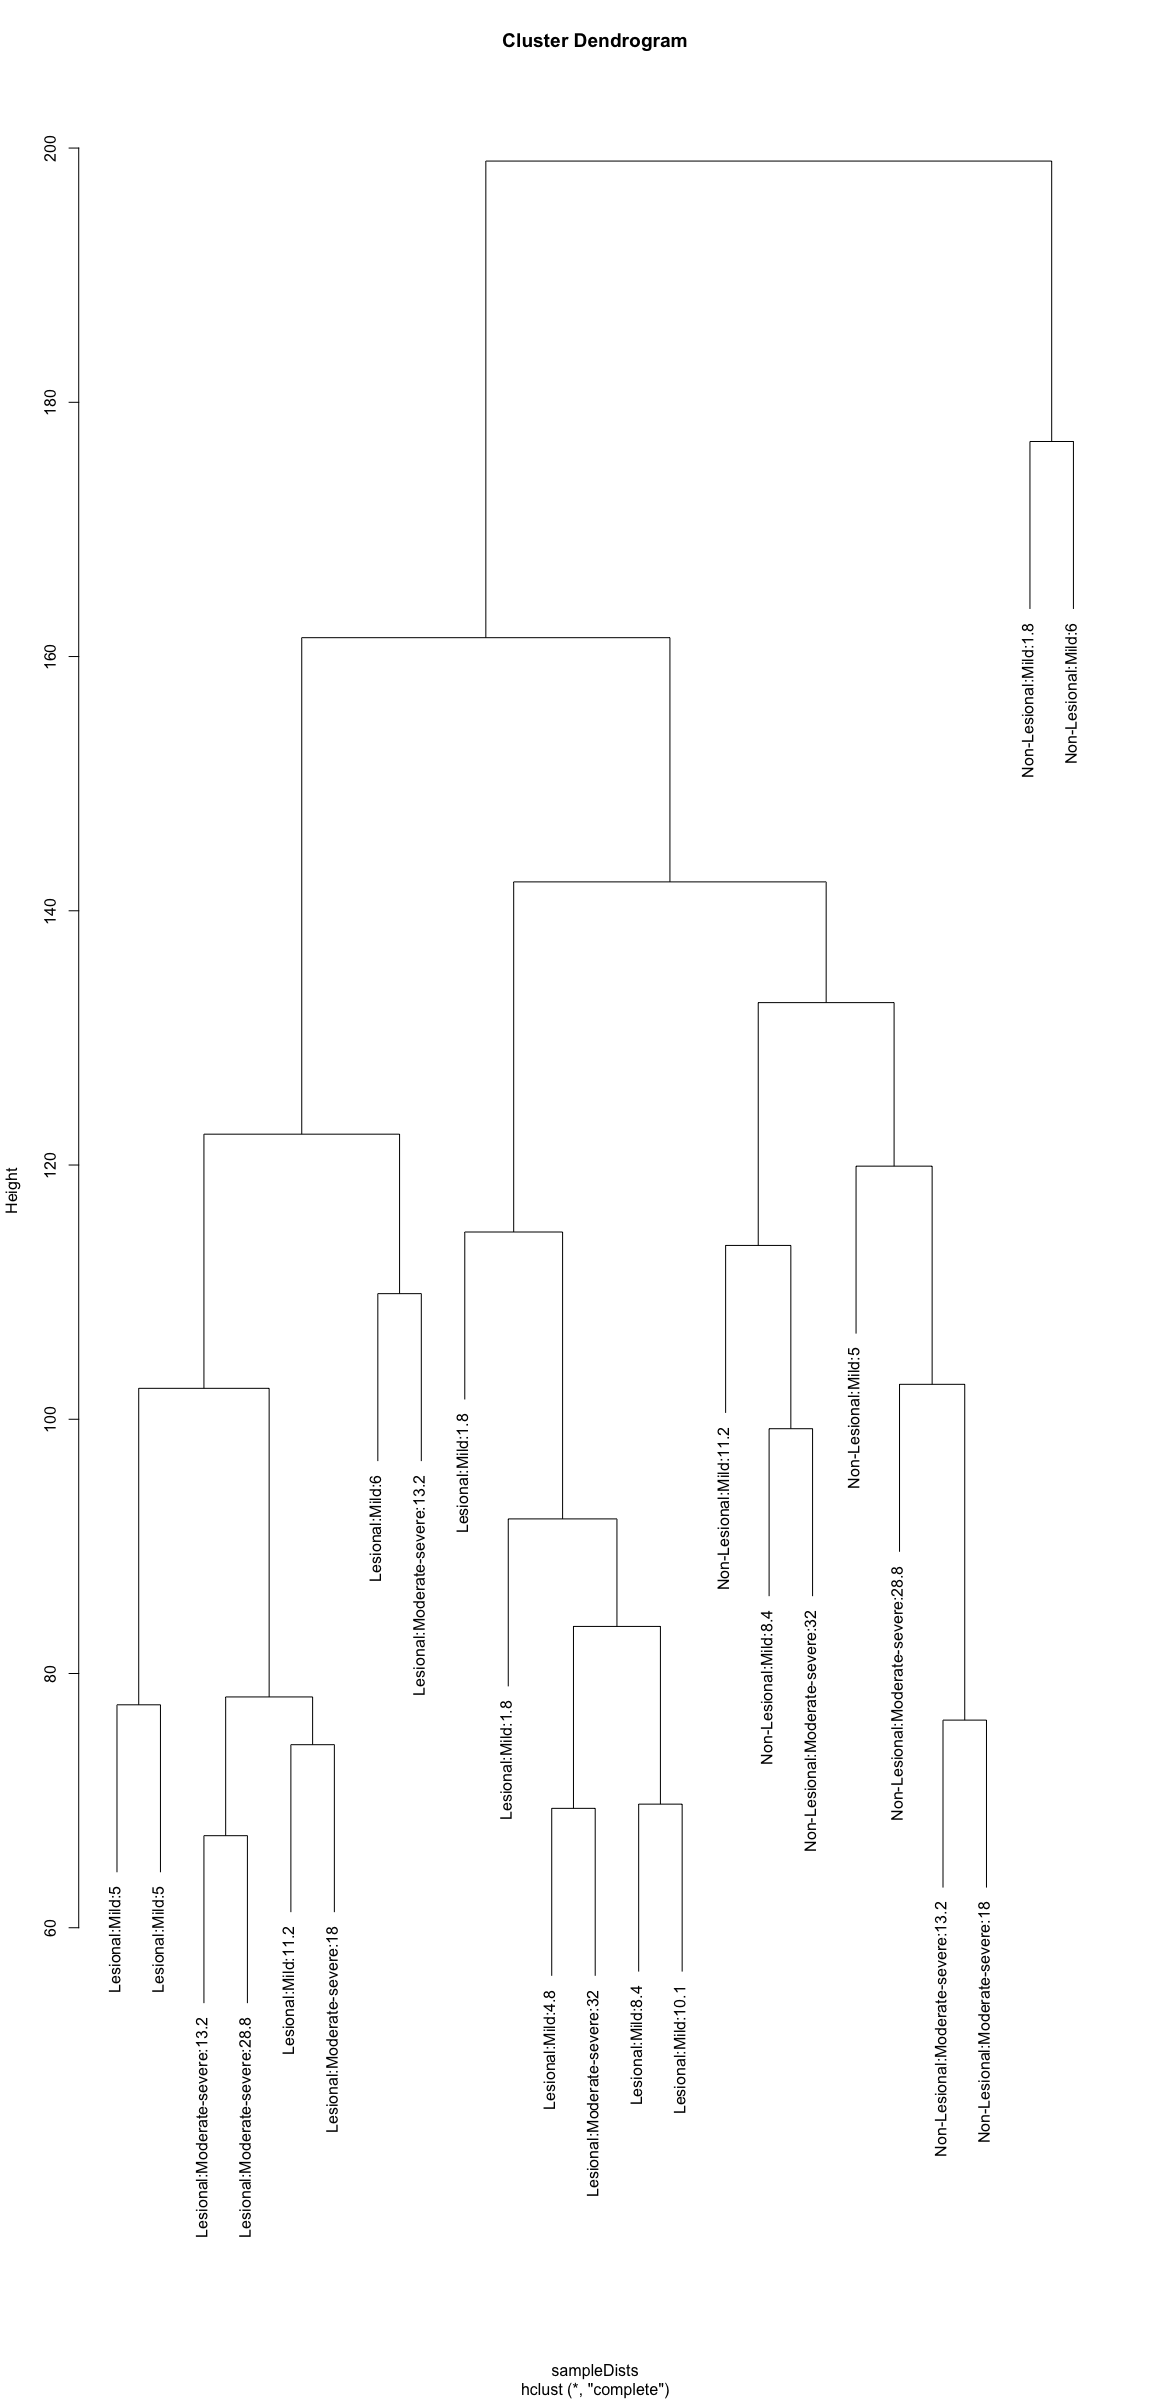 Cluster Dendrogram
Height
200
180
160
140
120
100
80
60
Lesional:Mild:5
Lesional:Mild:5
Lesional:Moderate-severe:13.2
Lesional:Moderate-severe:28.8
Lesional:Mild:11.2
Lesional:Moderate-severe:18
Lesional:Mild:6
Lesional:Moderate-severe:13.2
Lesional:Mild:1.8
Lesional:Mild:1.8
Lesional:Mild:4.8
Lesional:Moderate-severe:32
Lesional:Mild:8.4
Lesional:Mild:10.1
Non-Lesional:Mild:11.2
Non-Lesional:Mild:8.4
Non-Lesional:Moderate-severe:32
Non-Lesional:Mild:5
Non-Lesional:Moderate-severe:28.8
Non-Lesional:Moderate-severe:13.2
Non-Lesional:Moderate-severe:18
Non-Lesional:Mild:1.8
Non-Lesional:Mild:6
sampleDists
hclust (*, "complete")